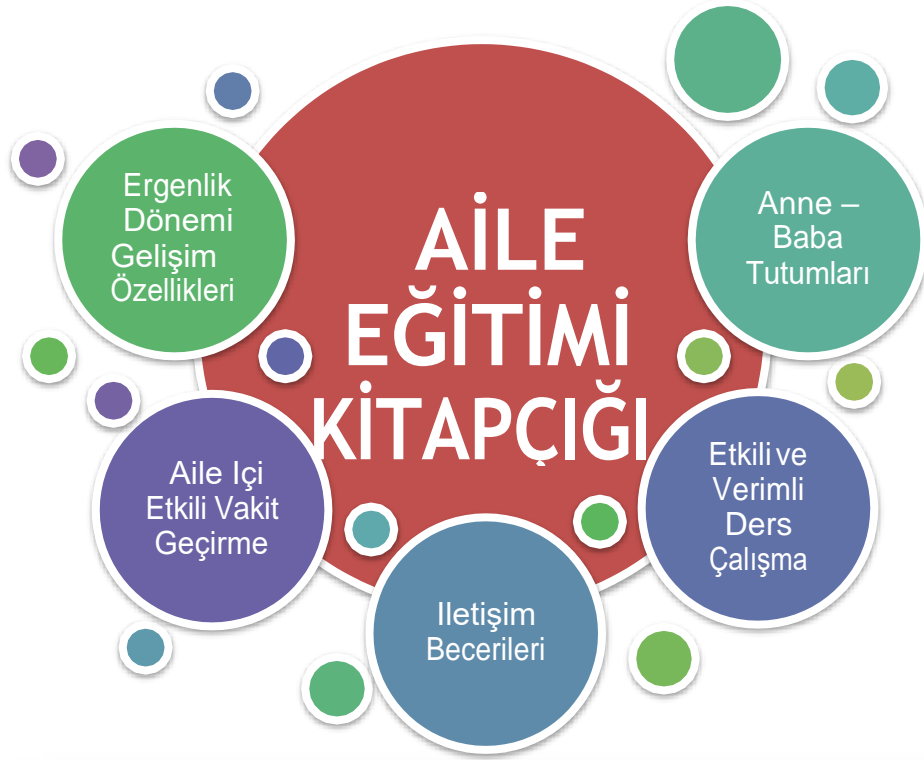 AİLE
EĞİTİMİ
KİTAPÇIĞI
Ergenlik
Dönemi
Gelişim
Özellikleri
Anne –
Baba
Tutumları
Aile Içi
Etkili Vakit
Geçirme
Etkili ve
Verimli
Ders
Çalışma
Iletişim
Becerileri